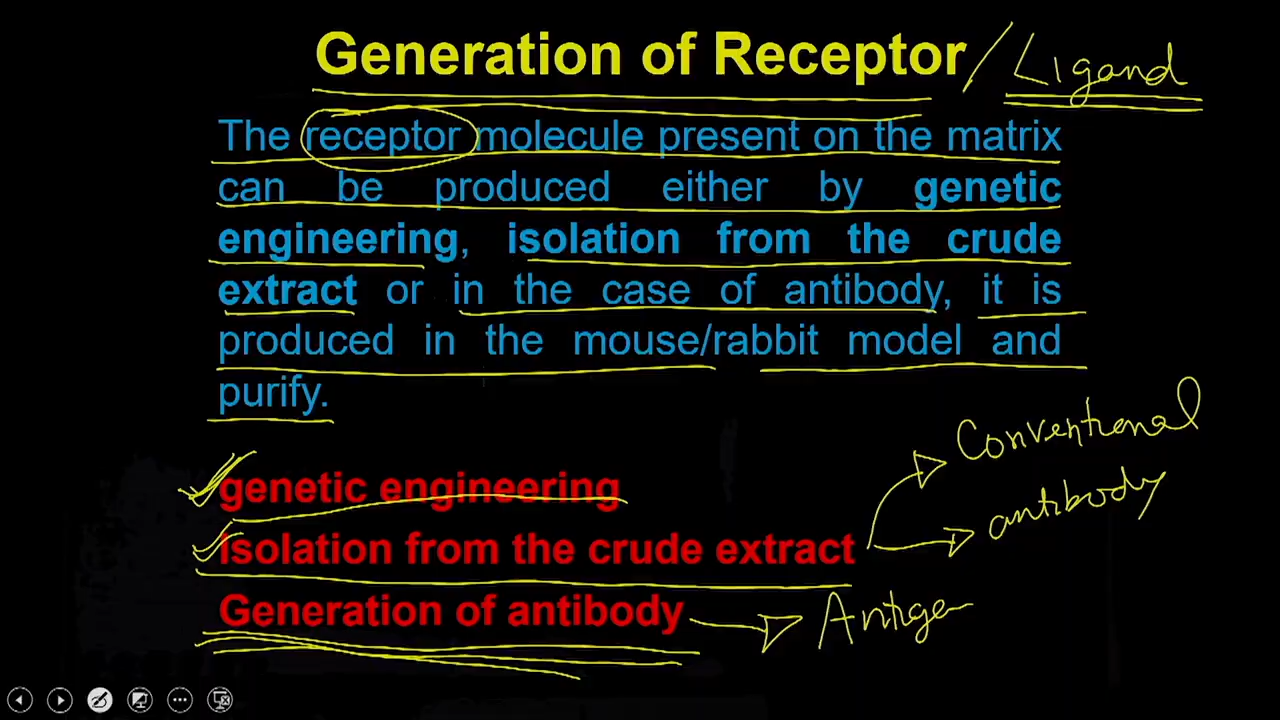 Generation of Receptor / Ligand
The receptor molecule present on the matrix
can be produced either by genetic
engineering, isolation from the crude
extract or in the case of antibody, it is
produced in the mouse/rabbit model and
purify.
Conventional
genetic engineering
antibody
Isolation from the crude extract
Generation of antibody
Antige